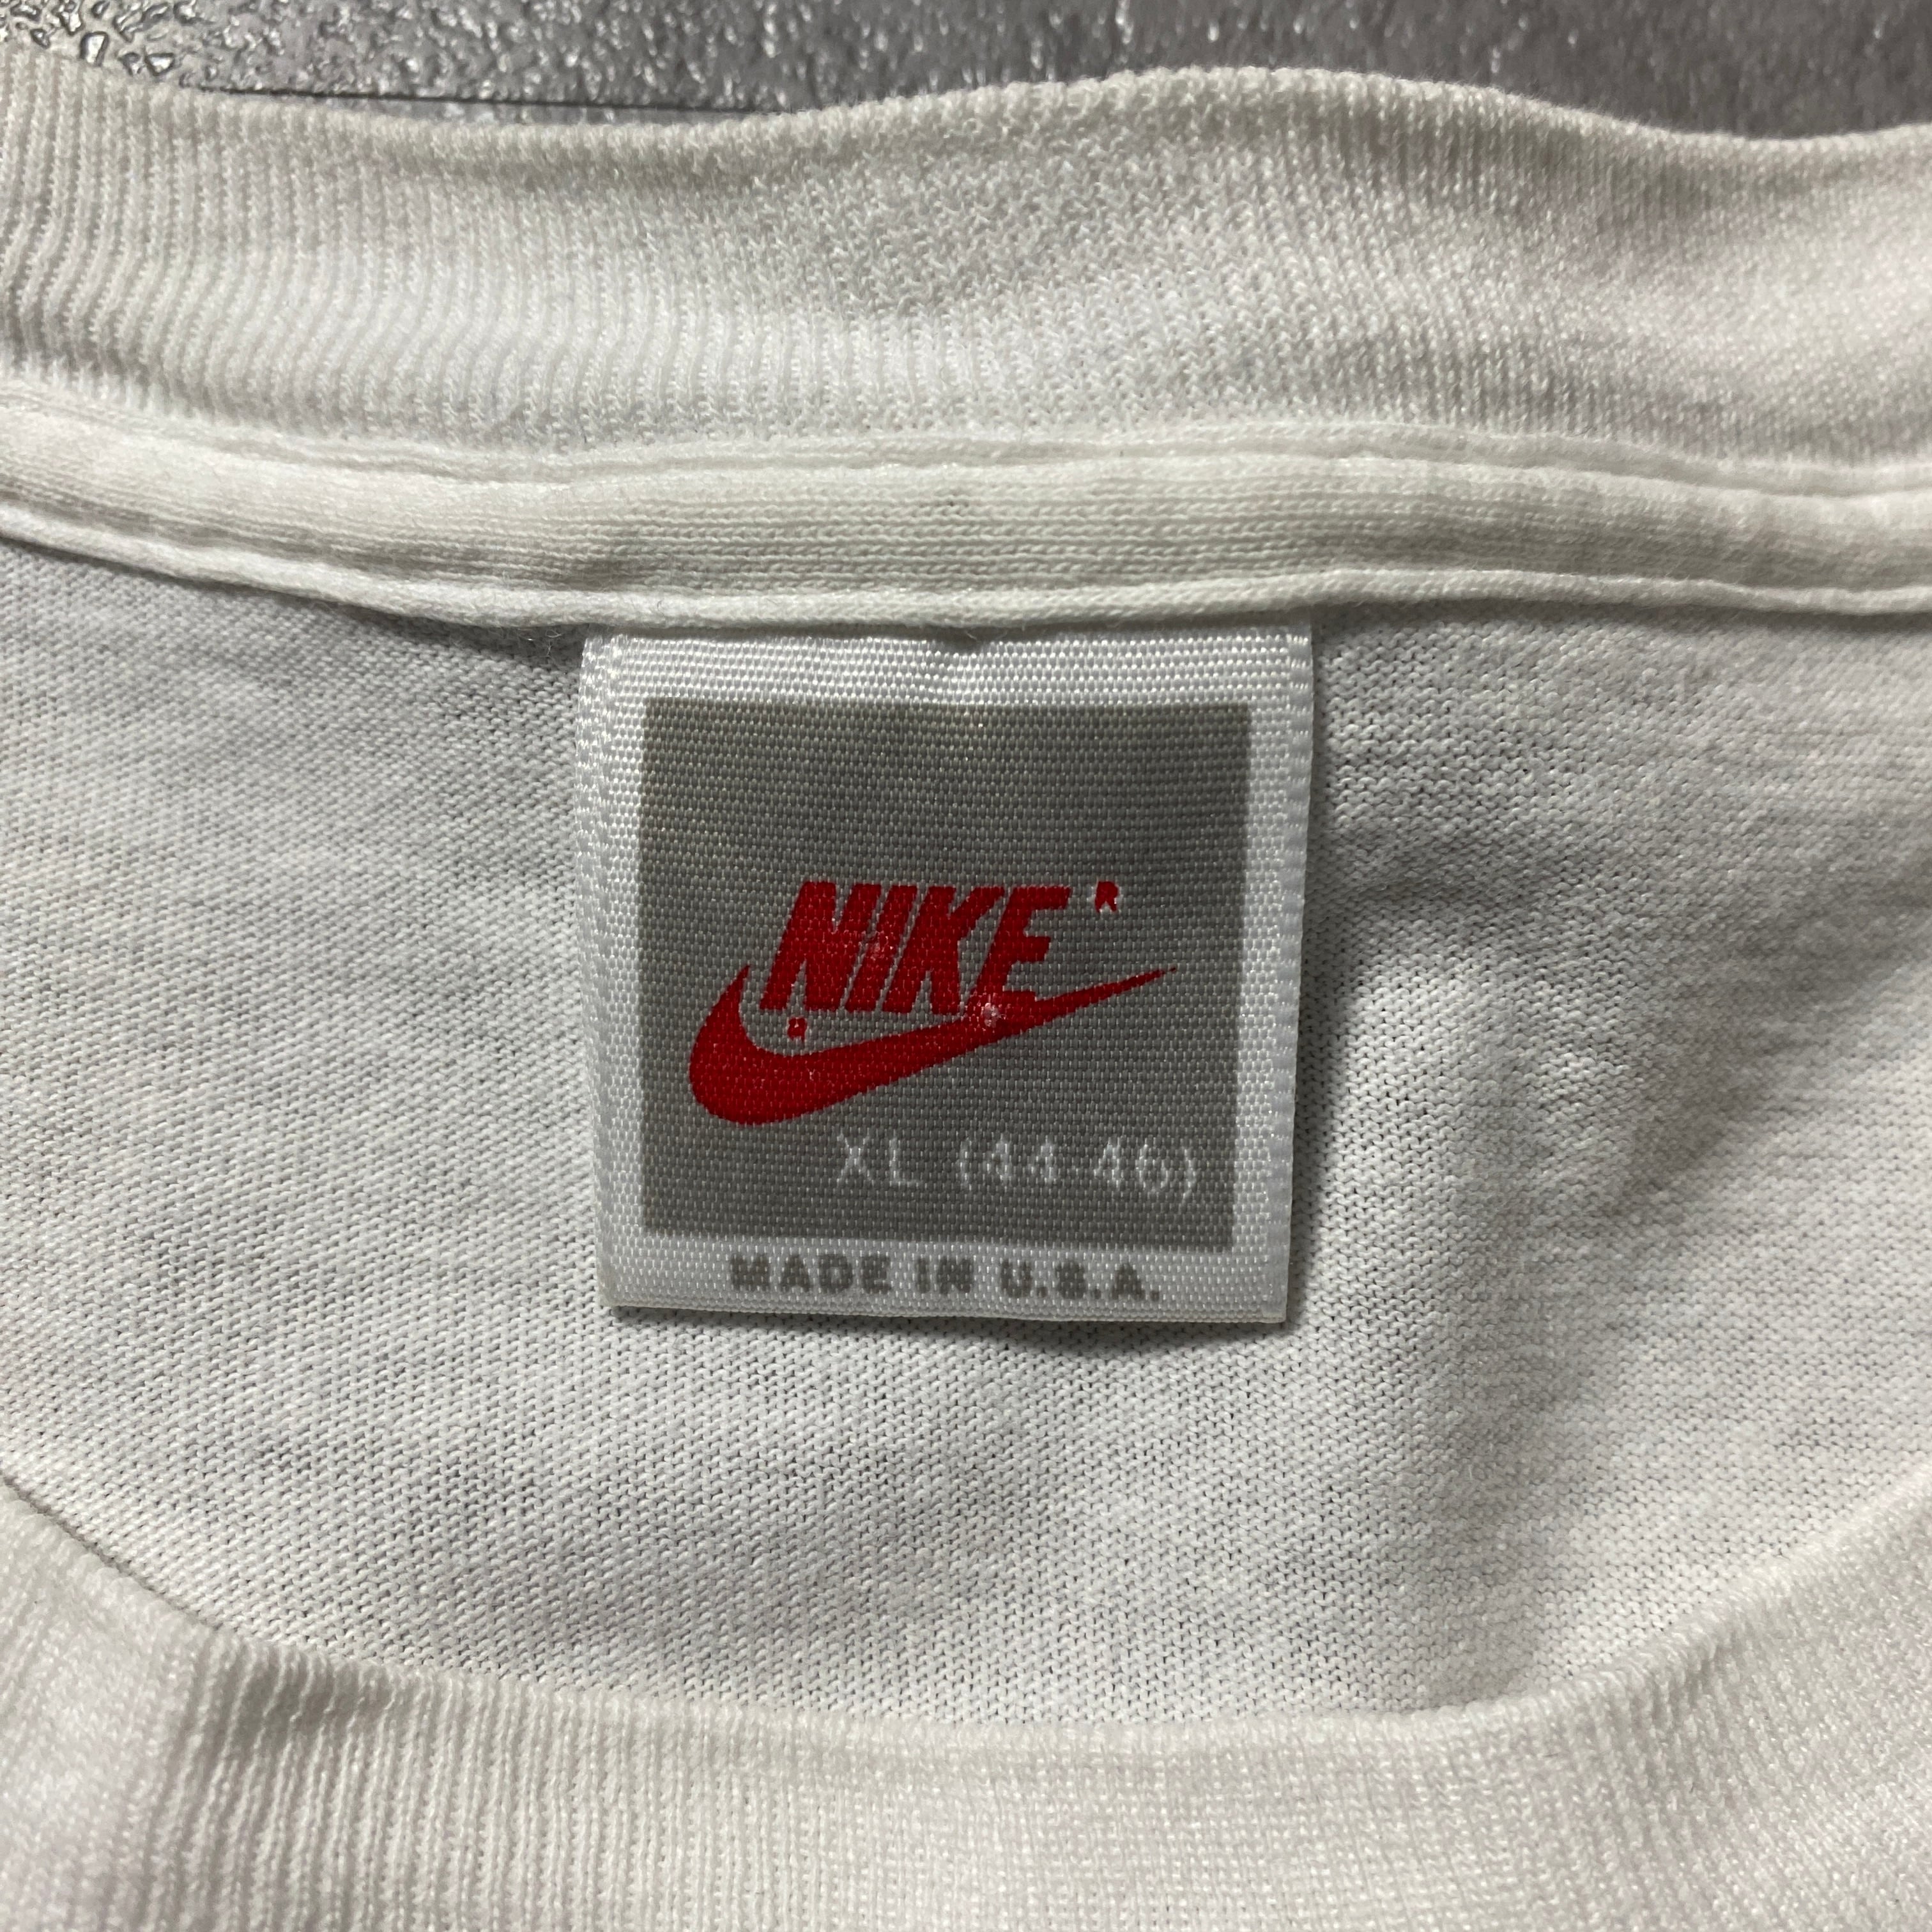 NIKE R
R
XL (44-46)
MADE IN U.S.A.